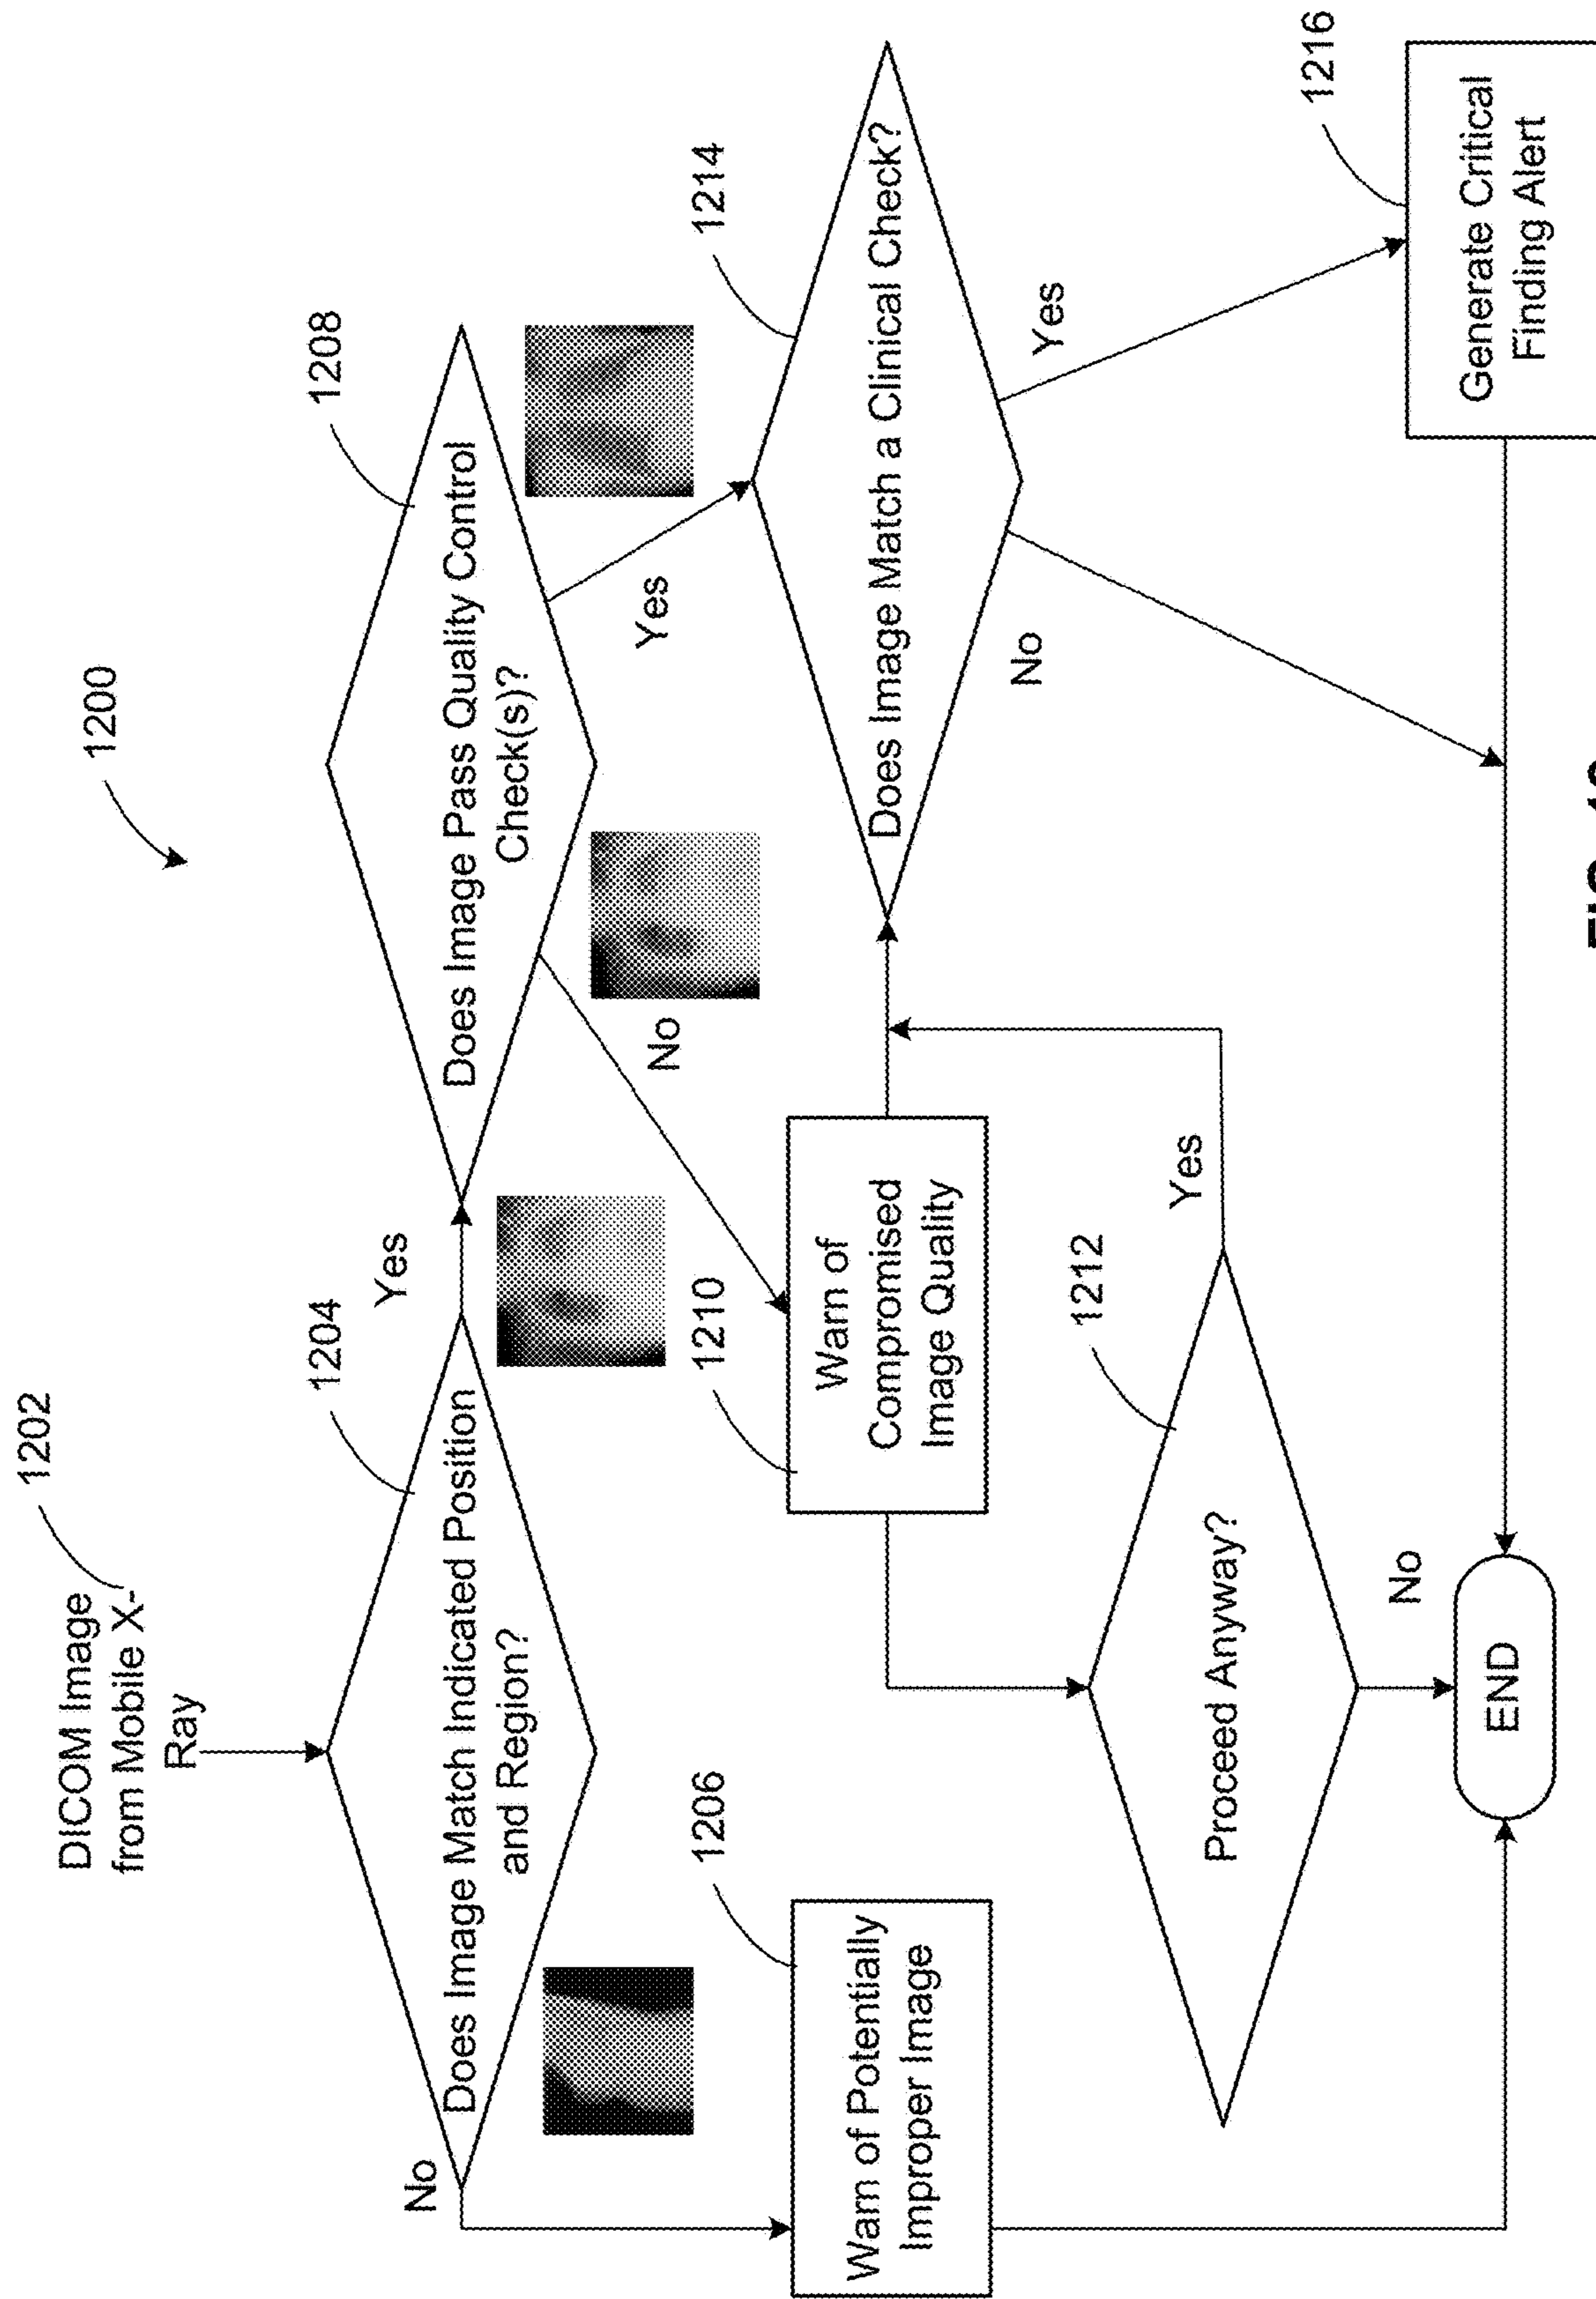 1200
1202
DICOM Image
from Mobile X-
Ray
1204
Does Image Match Indicated Position
and Region?
No
Yes
1208
Does Image Pass Quality Control
Check(s)?
No
Yes
1206
Warn of Potentially
Improper Image
1210
Warn of
Compromised
Image Quality
1214
Does Image Match a Clinical Check?
No
Yes
1212
Proceed Anyway?
Yes
No
END
1216
Generate Critical
Finding Alert